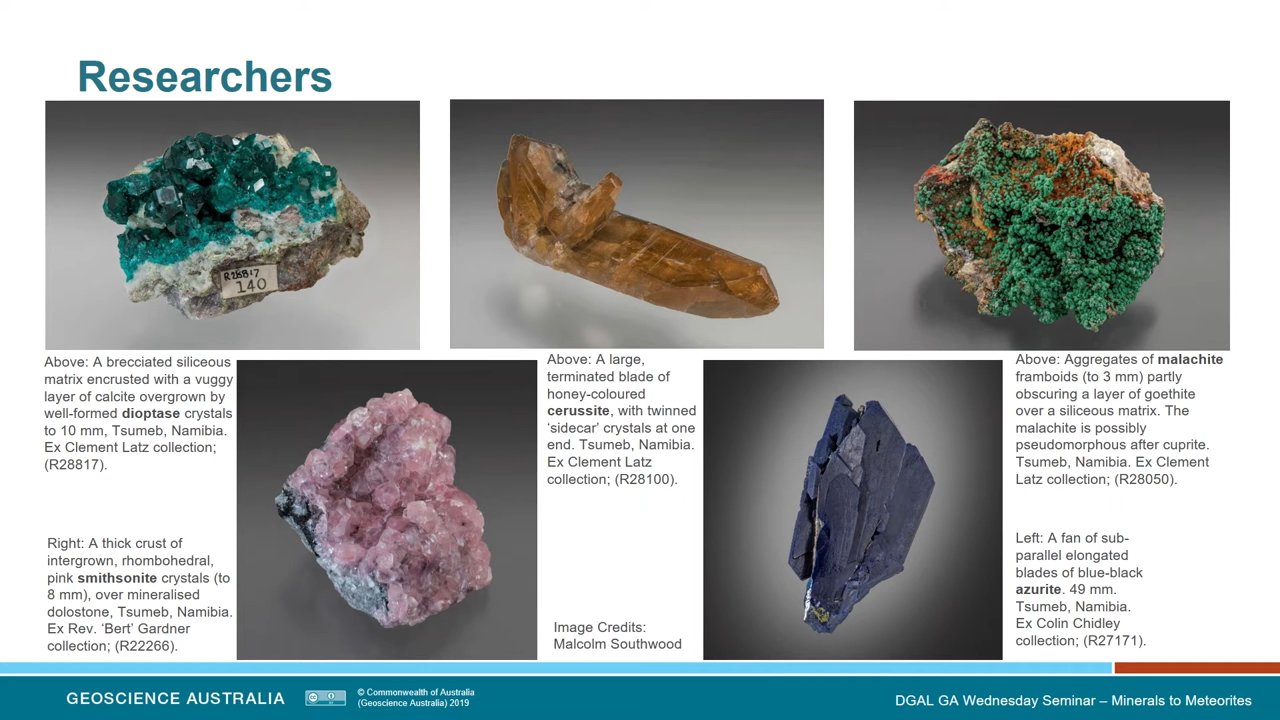 Researchers
R28817
140
Above: A brecciated siliceous
matrix encrusted with a vuggy
layer of calcite overgrown by
well-formed dioptase crystals
to 10 mm, Tsumeb, Namibia.
Ex Clement Latz collection;
(R28817).
Above: A large,
terminated blade of
honey-coloured
cerussite, with twinned
‘sidecar’ crystals at one
end. Tsumeb, Namibia.
Ex Clement Latz
collection; (R28100).
Above: Aggregates of malachite
framboids (to 3 mm) partly
obscuring a layer of goethite
over a siliceous matrix. The
malachite is possibly
pseudomorphous after cuprite.
Tsumeb, Namibia. Ex Clement
Latz collection; (R28050).
Right: A thick crust of
intergrown, rhombohedral,
pink smithsonite crystals (to
8 mm), over mineralised
dolostone, Tsumeb, Namibia.
Ex Rev. ‘Bert’ Gardner
collection; (R22266).
Image Credits:
Malcolm Southwood
Left: A fan of sub-
parallel elongated
blades of blue-black
azurite. 49 mm.
Tsumeb, Namibia.
Ex Colin Chidley
collection; (R27171).
GEOSCIENCE AUSTRALIA
© Commonwealth of Australia
(Geoscience Australia) 2019
DGAL GA Wednesday Seminar – Minerals to Meteorites